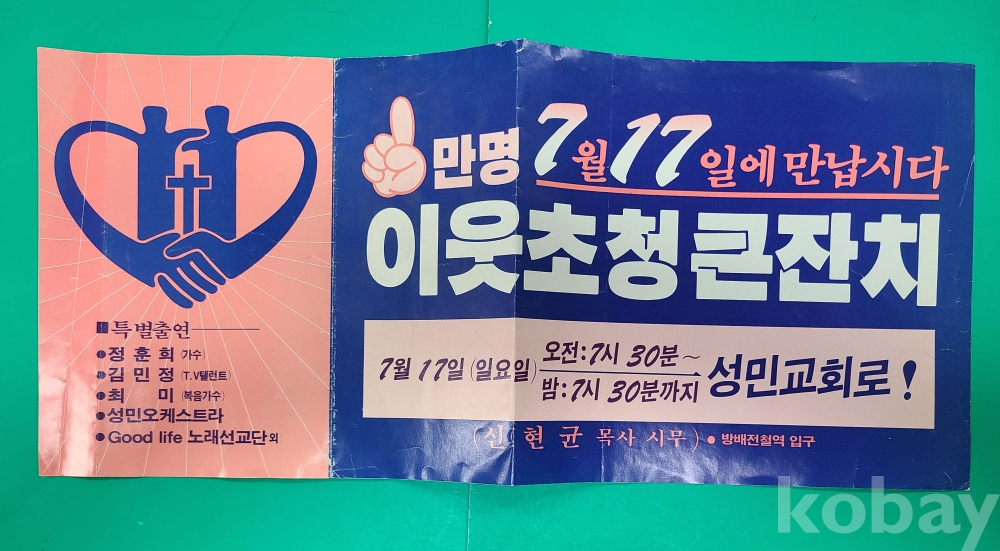 특별출연
정훈희 (가수)
김민정 (T.V탤런트)
최 미 (복음가수)
성민오케스트라
Good life 노래선교단 외
만명 7월 17일에 만납시다
이웃초청 큰잔치
7월 17일 (일요일) 오전:7시 30분~
밤:7시 30분까지
성민교회로!
(신현균 목사 시무) ● 방배전철역 입구
kobay